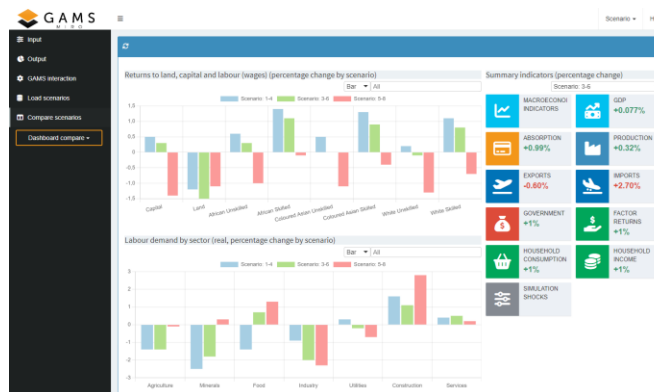 GAMS
MIRO
Scenario
Input
Output
GAMS interaction
Load scenarios
Compare scenarios
Dashboard compare
Returns to land, capital and labour (wages) (percentage change by scenario)
Bar All
Scenario: 1-4 Scenario: 3-6 Scenario: 5-8
1,5
1,0
0,5
0
-0,5
-1,0
-1,5
Capital Land African Unskilled African Skilled Coloured Asian Unskilled Coloured Asian Skilled White Unskilled White Skilled
Labour demand by sector (real, percentage change by scenario)
Bar All
Scenario: 1-4 Scenario: 3-6 Scenario: 5-8
3
2
1
0
-1
-2
-3
Agriculture Minerals Food Industry Utilities Construction Services
Summary indicators (percentage change)
Scenario: 3-6
MACROECONOMI
INDICATORS
GDP
+0.077%
ABSORPTION
+0.99%
PRODUCTION
+0.32%
EXPORTS
-0.60%
IMPORTS
+2.70%
GOVERNMENT
+1%
FACTOR
RETURNS
+1%
HOUSEHOLD
CONSUMPTION
+1%
HOUSEHOLD
INCOME
+1%
SIMULATION
SHOCKS